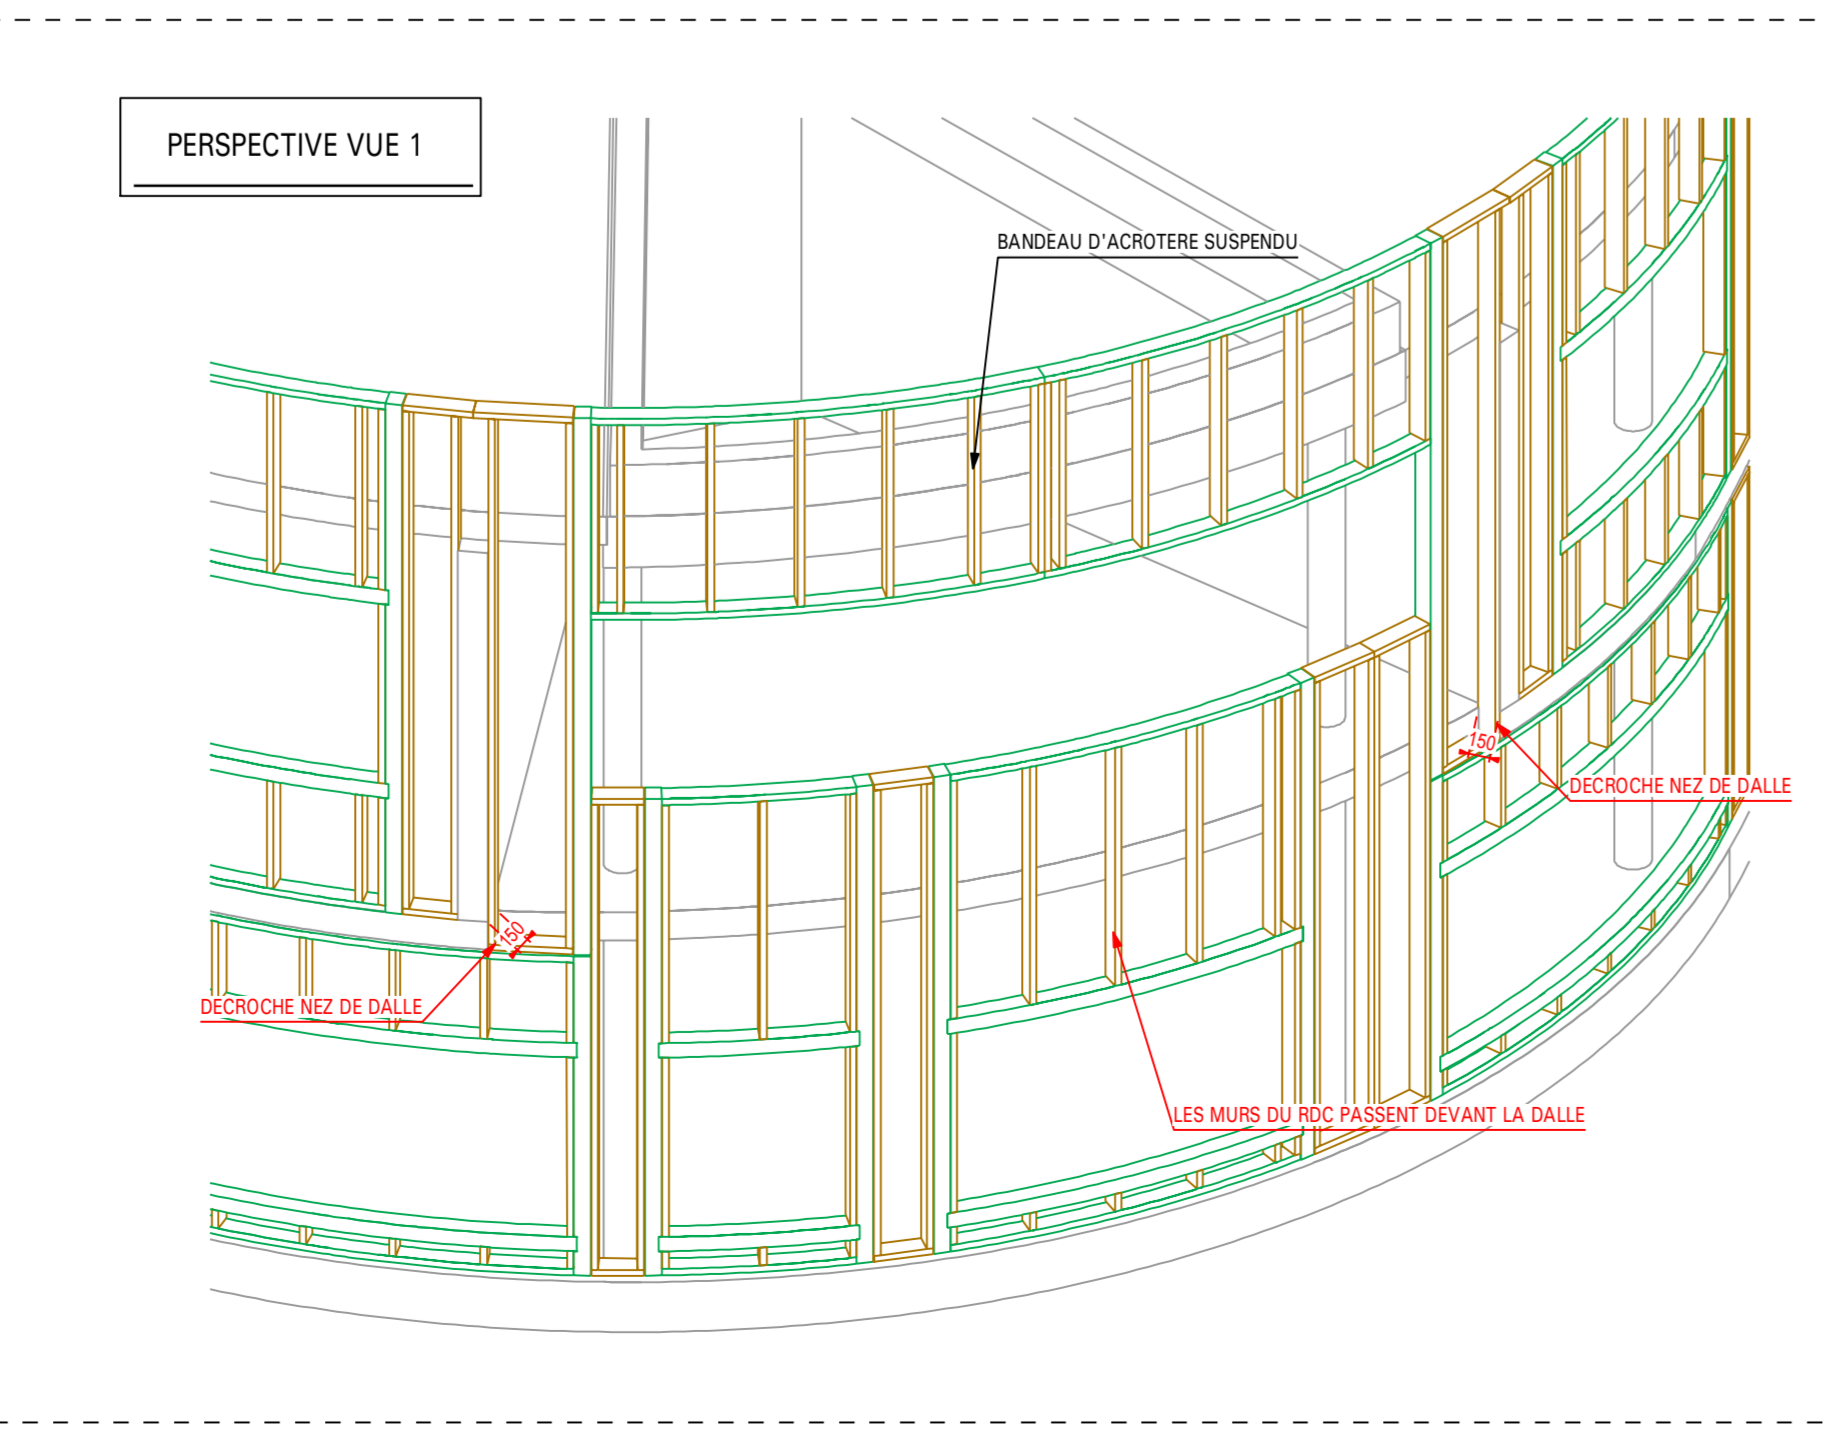 PERSPECTIVE VUE 1
BANDEAU D'ACROTERE SUSPENDU
150
DECROCHE NEZ DE DALLE
150
DECROCHE NEZ DE DALLE
LES MURS DU RDC PASSENT DEVANT LA DALLE